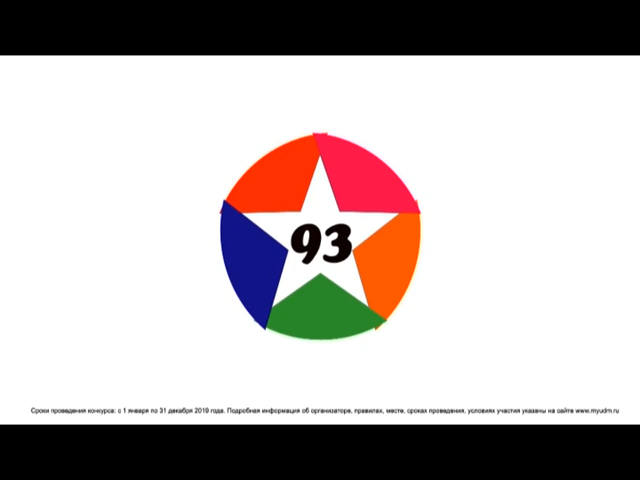 93
Сроки проведения конкурса: с 1 января по 31 декабря 2019 года. Подробная информация об организаторе, правилах, месте, сроках проведения, условиях участия указаны на сайте www.myudm.ru